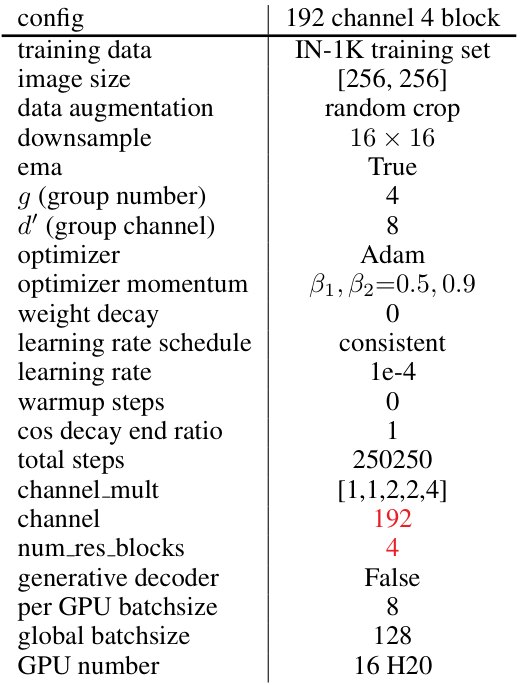 config 192 channel 4 block
training data IN-1K training set
image size [256, 256]
data augmentation random crop
downsample 16 × 16
ema True
g (group number) 4
d′ (group channel) 8
optimizer Adam
optimizer momentum β₁, β₂=0.5, 0.9
weight decay 0
learning rate schedule consistent
learning rate 1e-4
warmup steps 0
cos decay end ratio 1
total steps 250250
channel_mult [1,1,2,2,4]
channel 192
num_res_blocks 4
generative decoder False
per GPU batchsize 8
global batchsize 128
GPU number 16 H20